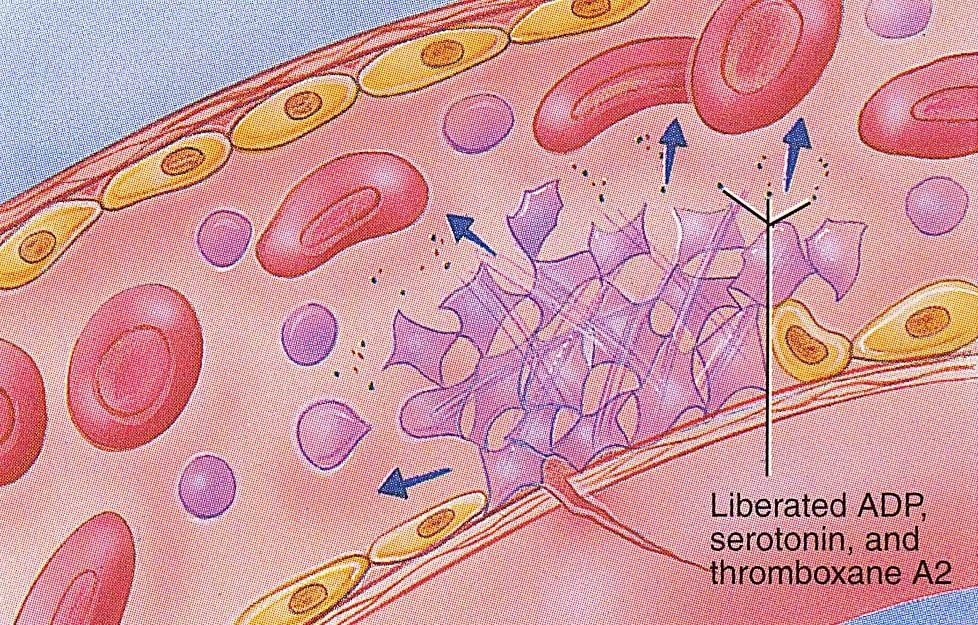 Liberated ADP,
serotonin, and
thromboxane A2